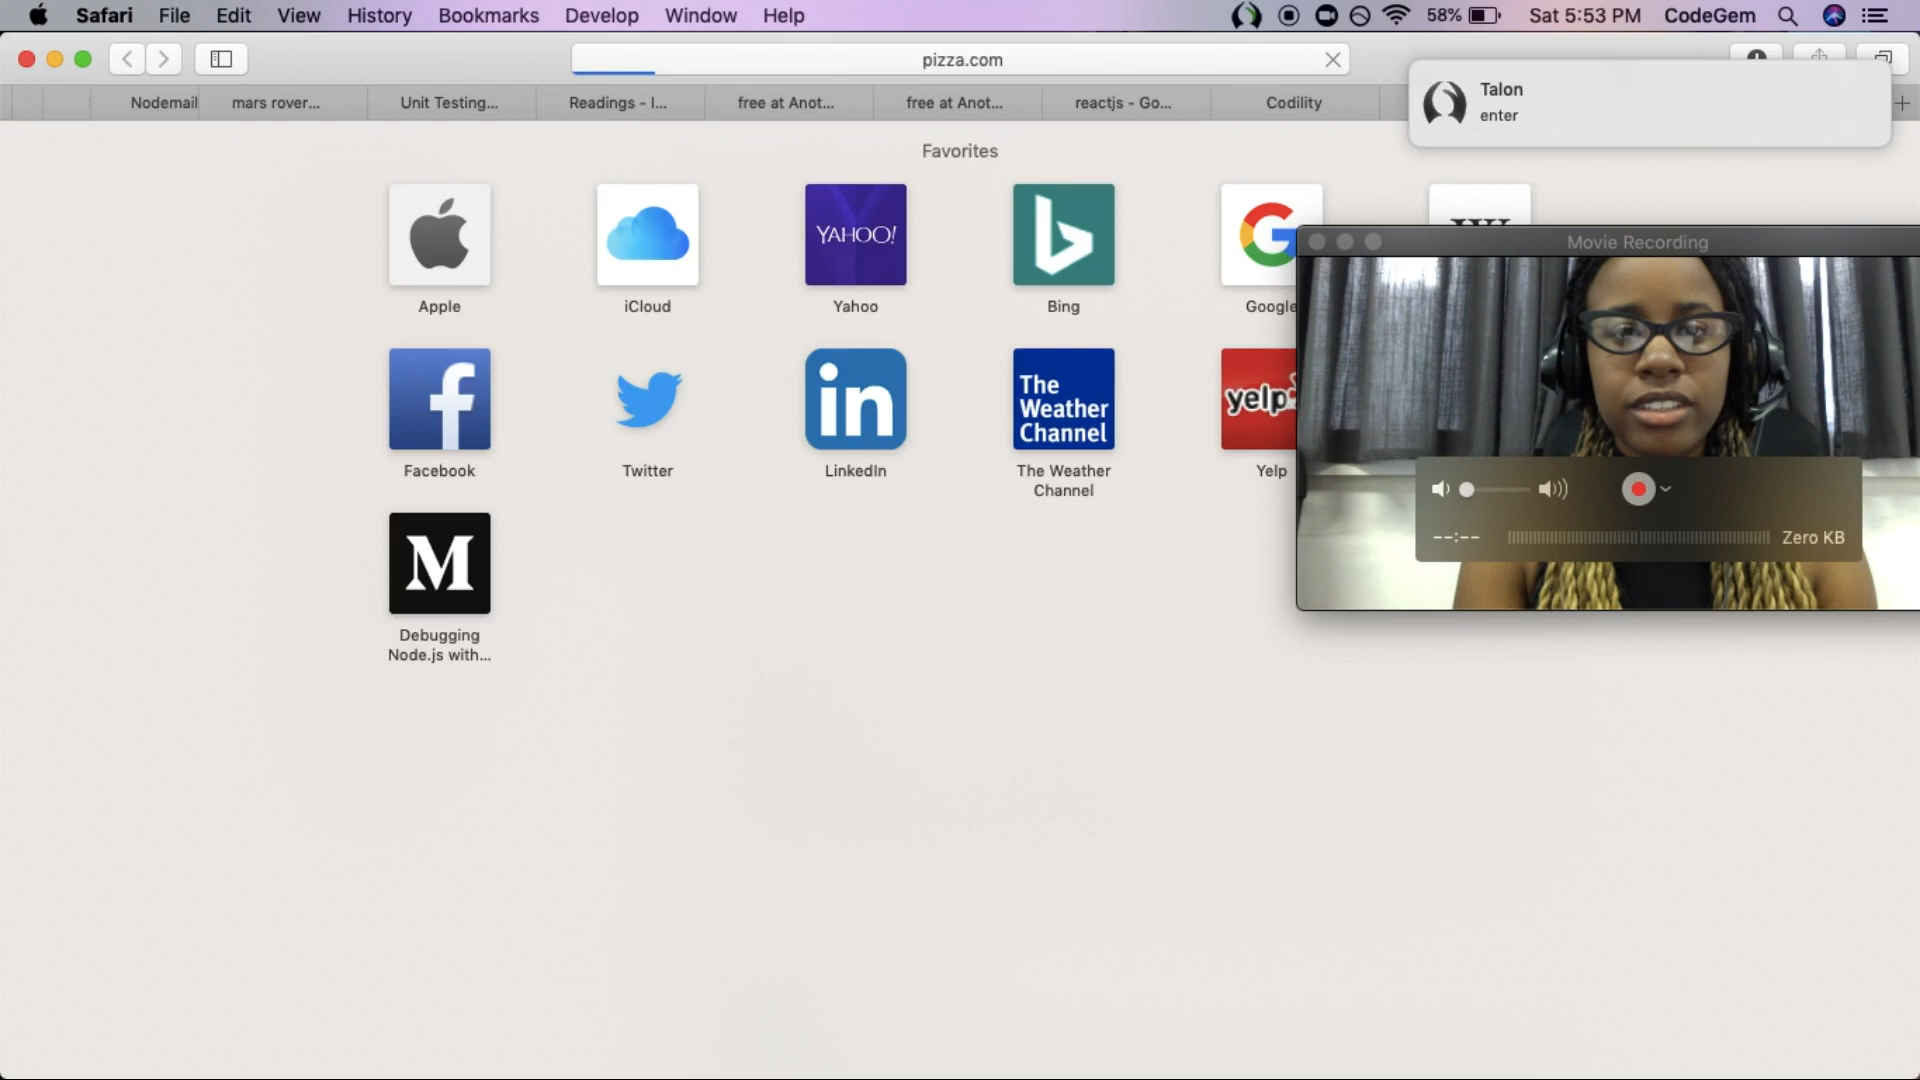 Safari File Edit View History Bookmarks Develop Window Help 58% Sat 5:53 PM CodeGem
pizza.com
Nodemail mars rover... Unit Testing... Readings - I... free at Anot... free at Anot... reactjs - Go... Codility
Talon
enter
Favorites
YAHOO!
Apple iCloud Yahoo Bing Google
Movie Recording
The
Weather
Channel
yelp
Facebook Twitter LinkedIn The Weather
Channel
Yelp
--:-- Zero KB
M
Debugging
Node.js with...